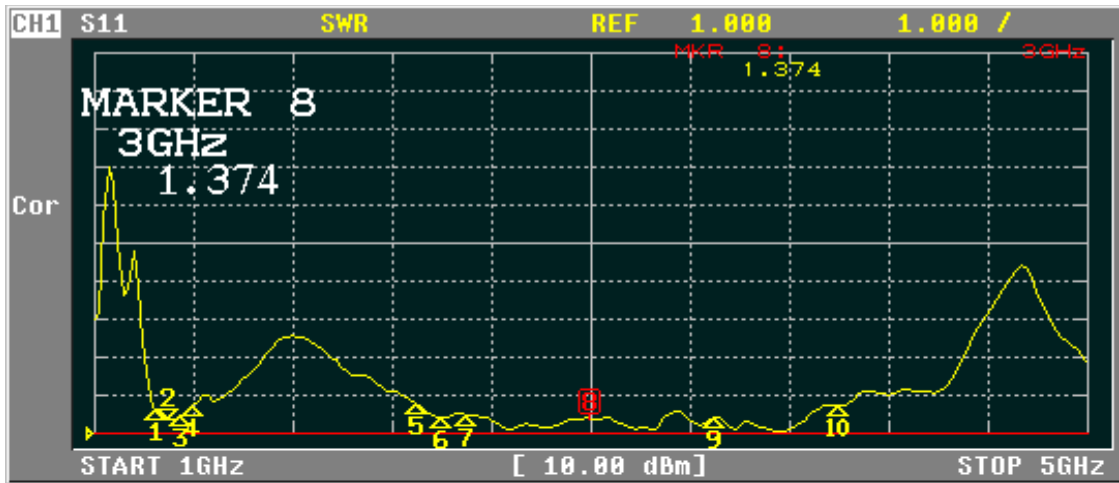 CH1 S11 SWR REF 1.000 1.000 /
MKR 8: 3GHz
1.374
MARKER 8
3GHz
1.374
Cor
8
2
1 3 4 5 6 7 9 10
START 1GHz [ 10.00 dBm] STOP 5GHz